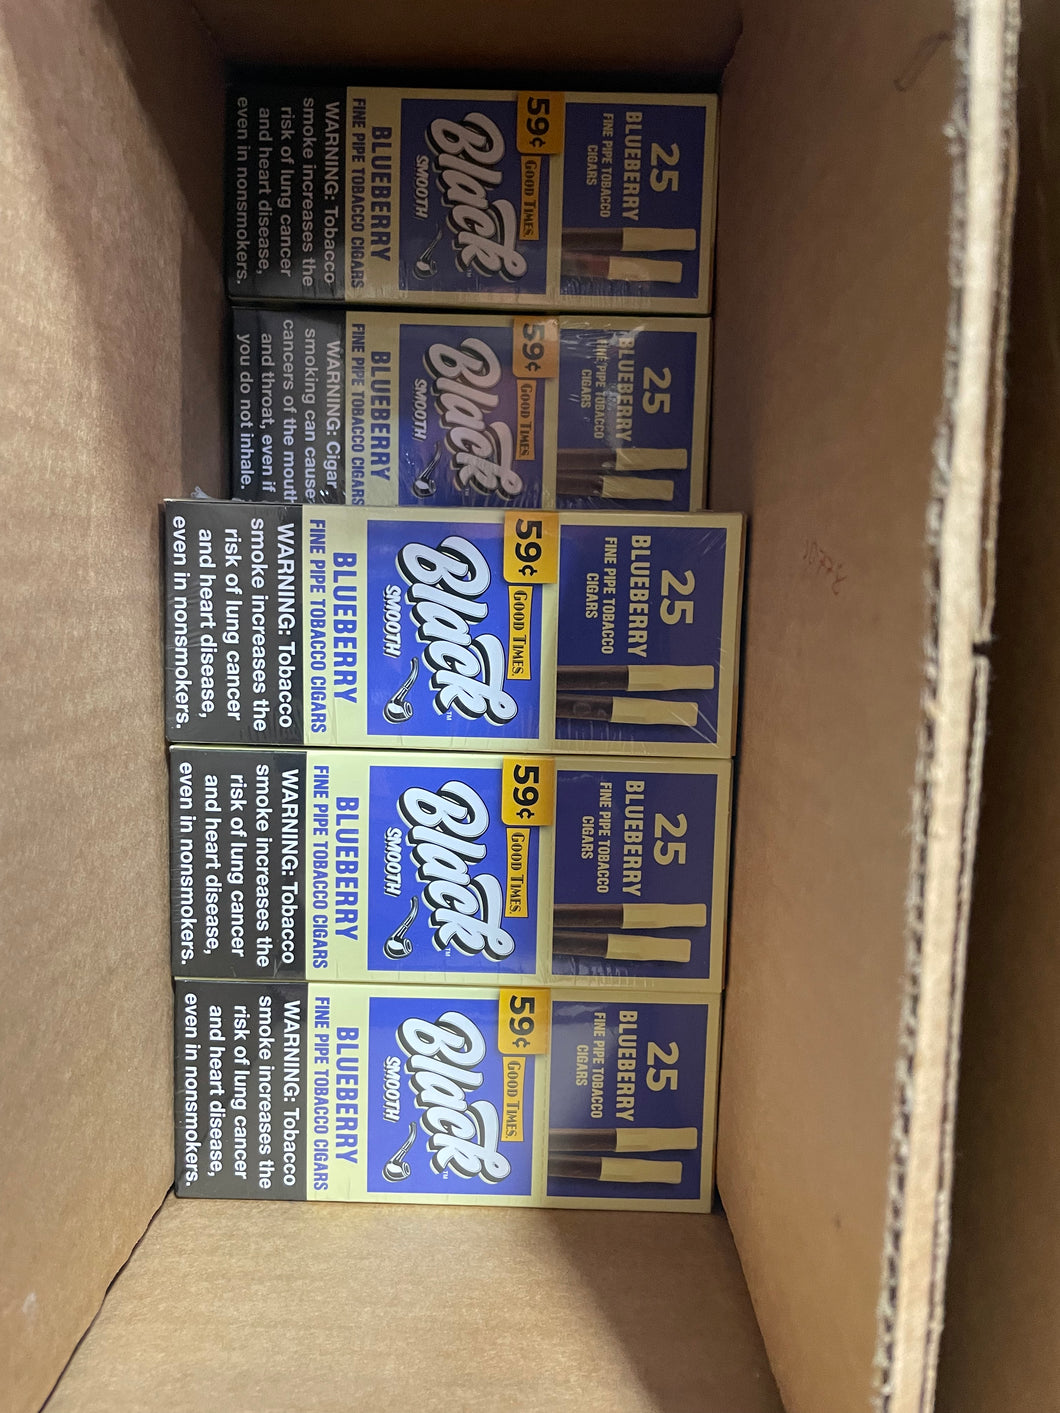 25
BLUEBERRY
FINE PIPE TOBACCO
CIGARS
59¢
GOOD TIMES
Black™
SMOOTH
BLUEBERRY
FINE PIPE TOBACCO CIGARS
WARNING: Tobacco
smoke increases the
risk of lung cancer
and heart disease,
even in nonsmokers.
25
BLUEBERRY
FINE PIPE TOBACCO
CIGARS
59¢
GOOD TIMES
Black
SMOOTH
BLUEBERRY
FINE PIPE TOBACCO CIGARS
WARNING: Cigar
smoking can cause
cancers of the mouth
and throat, even if
you do not inhale.
25
BLUEBERRY
FINE PIPE TOBACCO
CIGARS
59¢
GOOD TIMES
Black™
SMOOTH
BLUEBERRY
FINE PIPE TOBACCO CIGARS
WARNING: Tobacco
smoke increases the
risk of lung cancer
and heart disease,
even in nonsmokers.
25
BLUEBERRY
FINE PIPE TOBACCO
CIGARS
59¢
GOOD TIMES
Black™
SMOOTH
BLUEBERRY
FINE PIPE TOBACCO CIGARS
WARNING: Tobacco
smoke increases the
risk of lung cancer
and heart disease,
even in nonsmokers.
25
BLUEBERRY
FINE PIPE TOBACCO
CIGARS
59¢
GOOD TIMES
Black™
SMOOTH
BLUEBERRY
FINE PIPE TOBACCO CIGARS
WARNING: Tobacco
smoke increases the
risk of lung cancer
and heart disease,
even in nonsmokers.